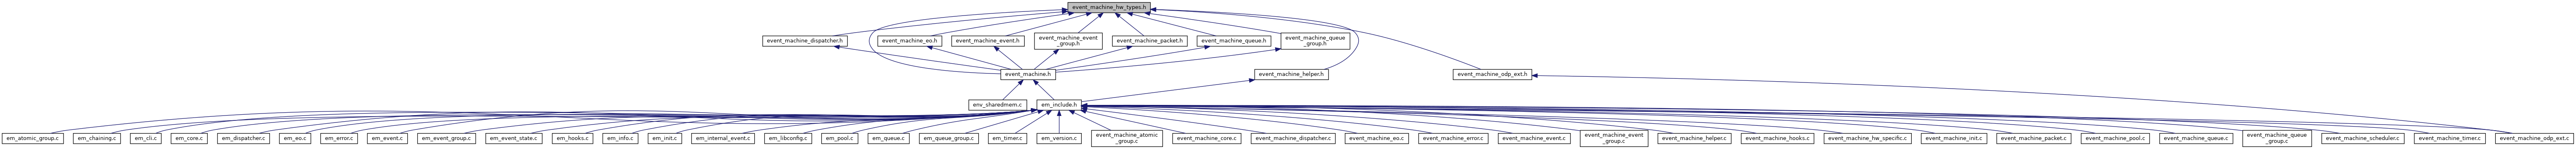 event_machine_hw_types.h
event_machine_dispatcher.h
event_machine_eo.h
event_machine_event.h
event_machine_event
_group.h
event_machine_packet.h
event_machine_queue.h
event_machine_queue
_group.h
event_machine.h
event_machine_helper.h
event_machine_odp_ext.h
env_sharedmem.c
em_include.h
em_atomic_group.c
em_chaining.c
em_cli.c
em_core.c
em_dispatcher.c
em_eo.c
em_error.c
em_event.c
em_event_group.c
em_event_state.c
em_hooks.c
em_info.c
em_init.c
em_internal_event.c
em_libconfig.c
em_pool.c
em_queue.c
em_queue_group.c
em_timer.c
em_version.c
event_machine_atomic
_group.c
event_machine_core.c
event_machine_dispatcher.c
event_machine_eo.c
event_machine_error.c
event_machine_event.c
event_machine_event
_group.c
event_machine_helper.c
event_machine_hooks.c
event_machine_hw_specific.c
event_machine_init.c
event_machine_packet.c
event_machine_pool.c
event_machine_queue.c
event_machine_queue
_group.c
event_machine_scheduler.c
event_machine_timer.c
event_machine_odp_ext.c